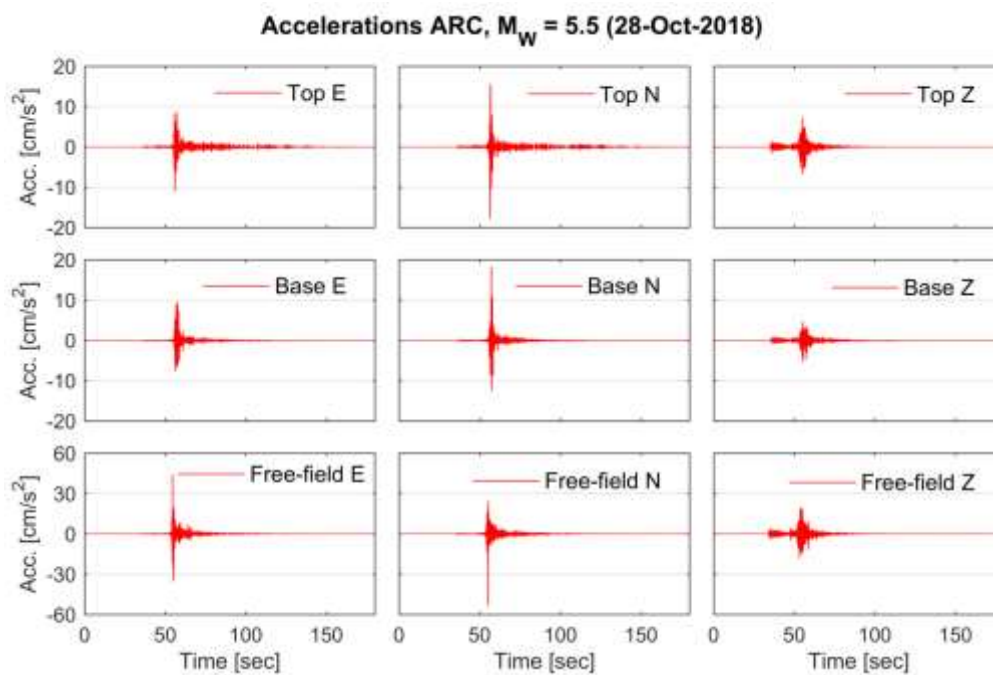 Accelerations ARC, M_W = 5.5 (28-Oct-2018)
Acc. [cm/s²]
20
10
0
-10
-20
Top E
Top N
Top Z
Acc. [cm/s²]
20
10
0
-10
-20
Base E
Base N
Base Z
Acc. [cm/s²]
60
30
0
-30
-60
Free-field E
Free-field N
Free-field Z
0 50 100 150
0 50 100 150
0 50 100 150
Time [sec]
Time [sec]
Time [sec]